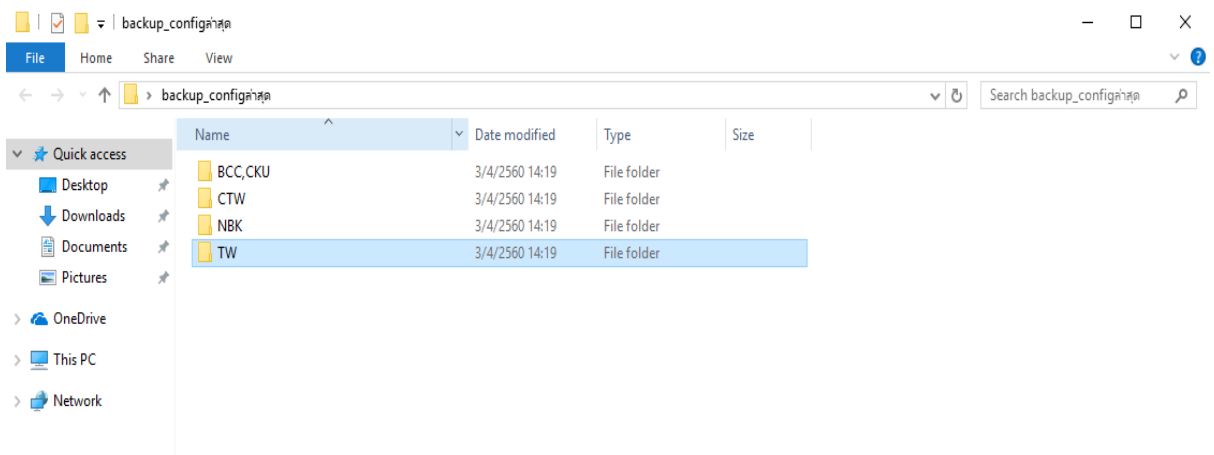 backup_configล่าสุด
File Home Share View
backup_configล่าสุด Search backup_configล่าสุด
Name Date modified Type Size
Quick access
Desktop
Downloads
Documents
Pictures
OneDrive
This PC
Network
BCC,CKU 3/4/2560 14:19 File folder
CTW 3/4/2560 14:19 File folder
NBK 3/4/2560 14:19 File folder
TW 3/4/2560 14:19 File folder